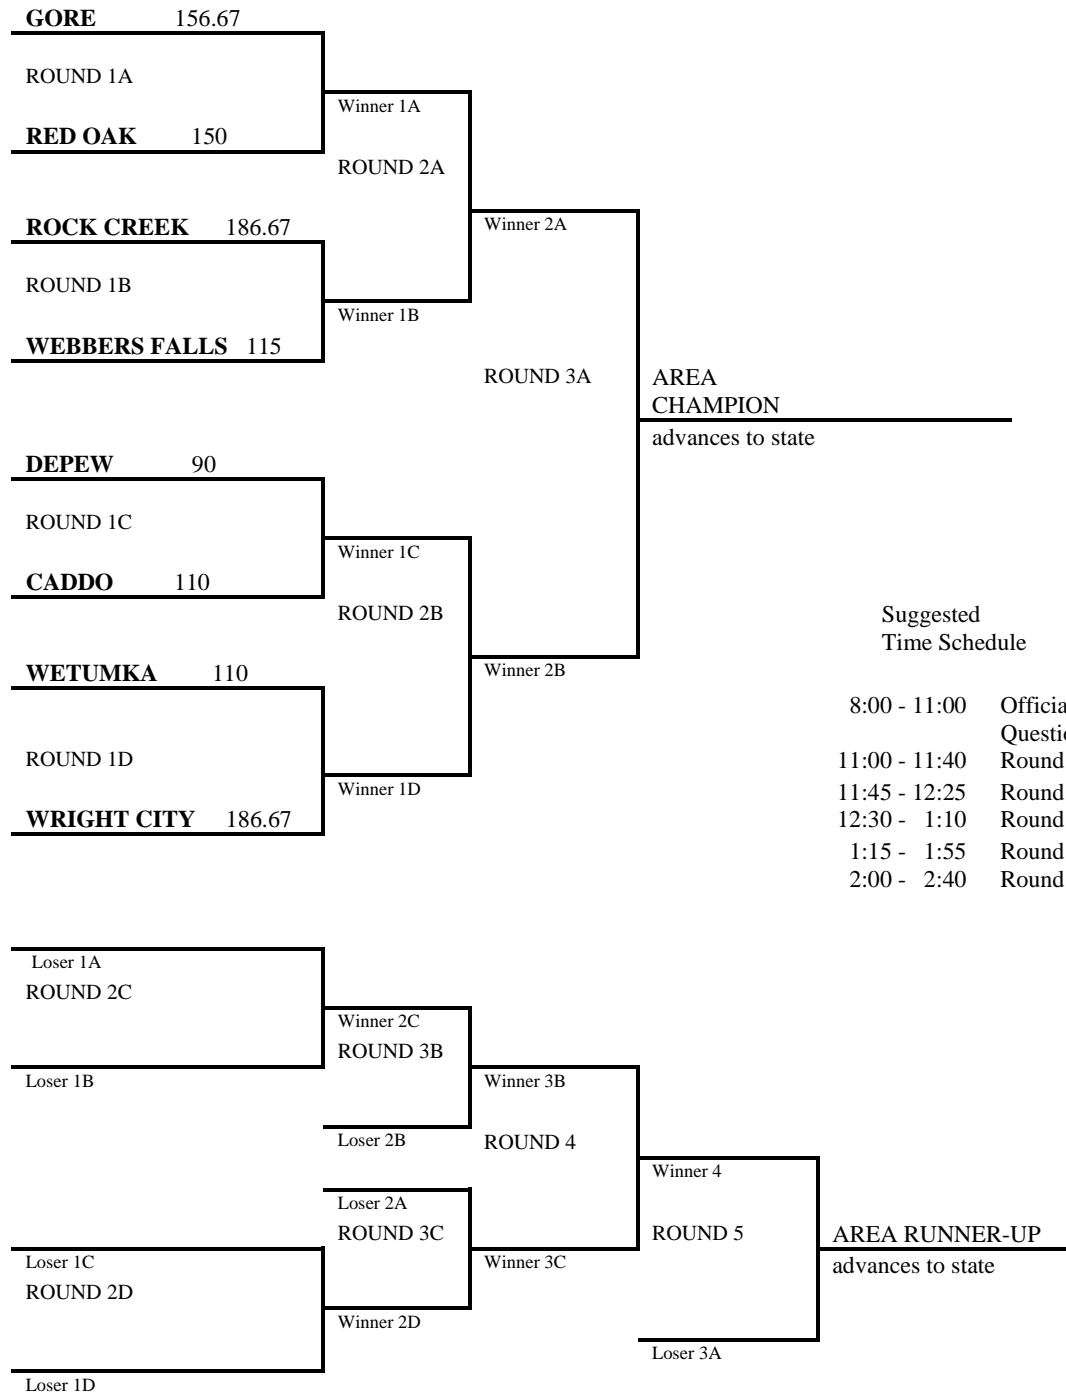 GORE 156.67
ROUND 1A
Winner 1A
RED OAK 150
ROUND 2A
ROCK CREEK 186.67
Winner 2A
ROUND 1B
Winner 1B
WEBBERS FALLS 115
ROUND 3A
AREA
CHAMPION
advances to state
DEPEW 90
ROUND 1C
Winner 1C
CADDO 110
ROUND 2B
Suggested
Time Schedule
WETUMKA 110
Winner 2B
8:00 - 11:00 Officia
Questio
ROUND 1D
11:00 - 11:40 Round
Winner 1D
11:45 - 12:25 Round
WRIGHT CITY 186.67
12:30 - 1:10 Round
1:15 - 1:55 Round
2:00 - 2:40 Round
Loser 1A
ROUND 2C
Winner 2C
ROUND 3B
Loser 1B
Winner 3B
Loser 2B
ROUND 4
Winner 4
Loser 2A
ROUND 3C
ROUND 5
AREA RUNNER-UP
Loser 1C
Winner 3C
advances to state
ROUND 2D
Winner 2D
Loser 3A
Loser 1D